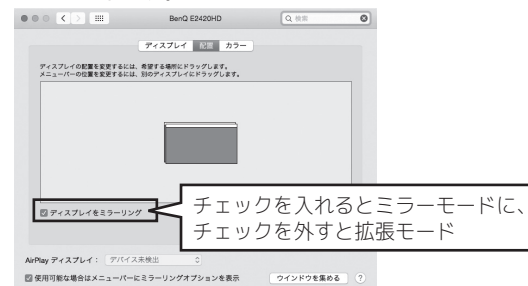 BenQ E2420HD
検索
ディスプレイ 配置 カラー
ディスプレイの配置を変更するには、希望する場所にドラッグします。
メニューバーの位置を変更するには、別のディスプレイにドラッグします。
ディスプレイをミラーリング
チェックを入れるとミラーモードに、
チェックを外すと拡張モード
AirPlay ディスプレイ： デバイス未検出
使用可能な場合はメニューバーにミラーリングオプションを表示
ウインドウを集める ?